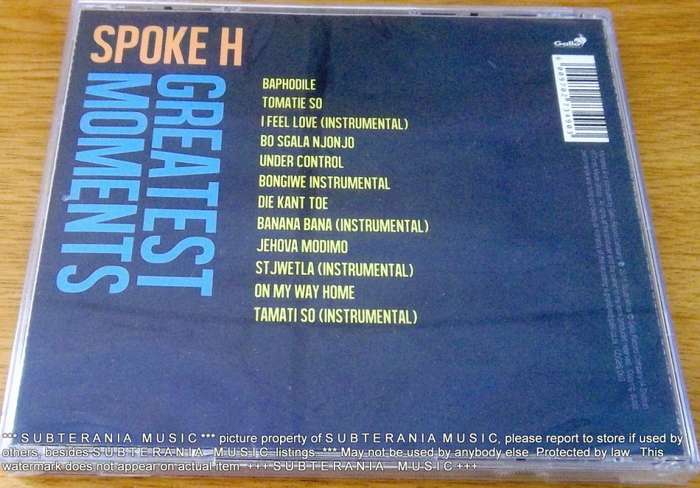 SPOKE H
GREATEST
MOMENTS
Gallo
BAPHODILE
TOMATIE SO
I FEEL LOVE (INSTRUMENTAL)
BO SGALA NJONJO
UNDER CONTROL
BONGIWE INSTRUMENTAL
DIE KANT TOE
BANANA BANA (INSTRUMENTAL)
JEHOVA MODIMO
STJWETLA (INSTRUMENTAL)
ON MY WAY HOME
TAMATI SO (INSTRUMENTAL)
*** S U B T E R A N I A M U S I C *** picture property of S U B T E R A N I A M U S I C, please report to store if used by
others, besides S U B T E R A N I A M U S I C listings *** May not be used by anybody else Protected by law This
watermark does not appear on actual item +++ S U B T E R A N I A M U S I C +++